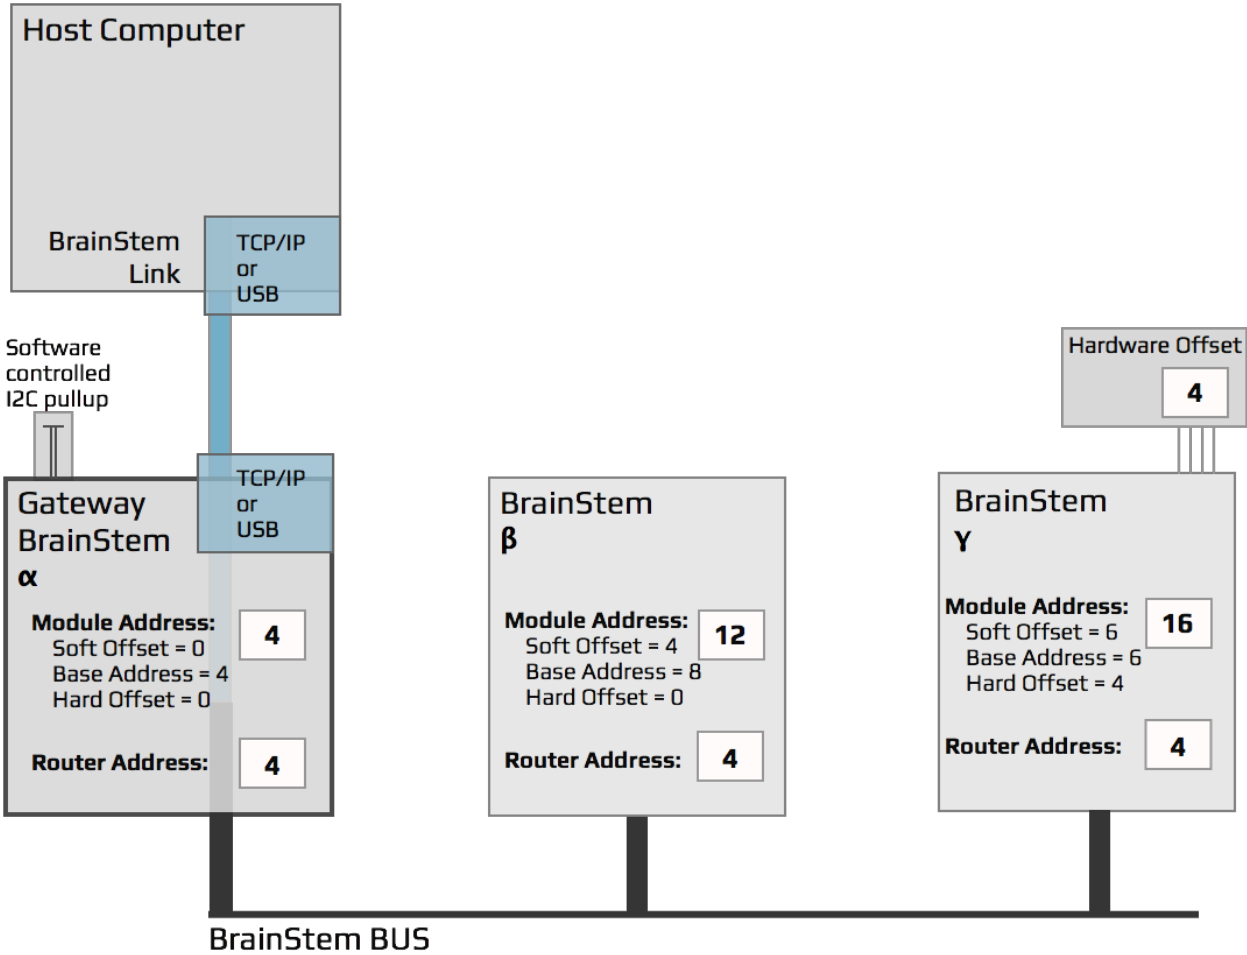 Host Computer
BrainStem
Link
TCP/IP
or
USB
Software
controlled
I2C pullup
Hardware Offset
4
TCP/IP
or
USB
Gateway
BrainStem
α
Module Address:
4
Soft Offset = 0
Base Address = 4
Hard Offset = 0
Router Address:
4
BrainStem
β
Module Address:
12
Soft Offset = 4
Base Address = 8
Hard Offset = 0
Router Address:
4
BrainStem
γ
Module Address:
16
Soft Offset = 6
Base Address = 6
Hard Offset = 4
Router Address:
4
BrainStem BUS